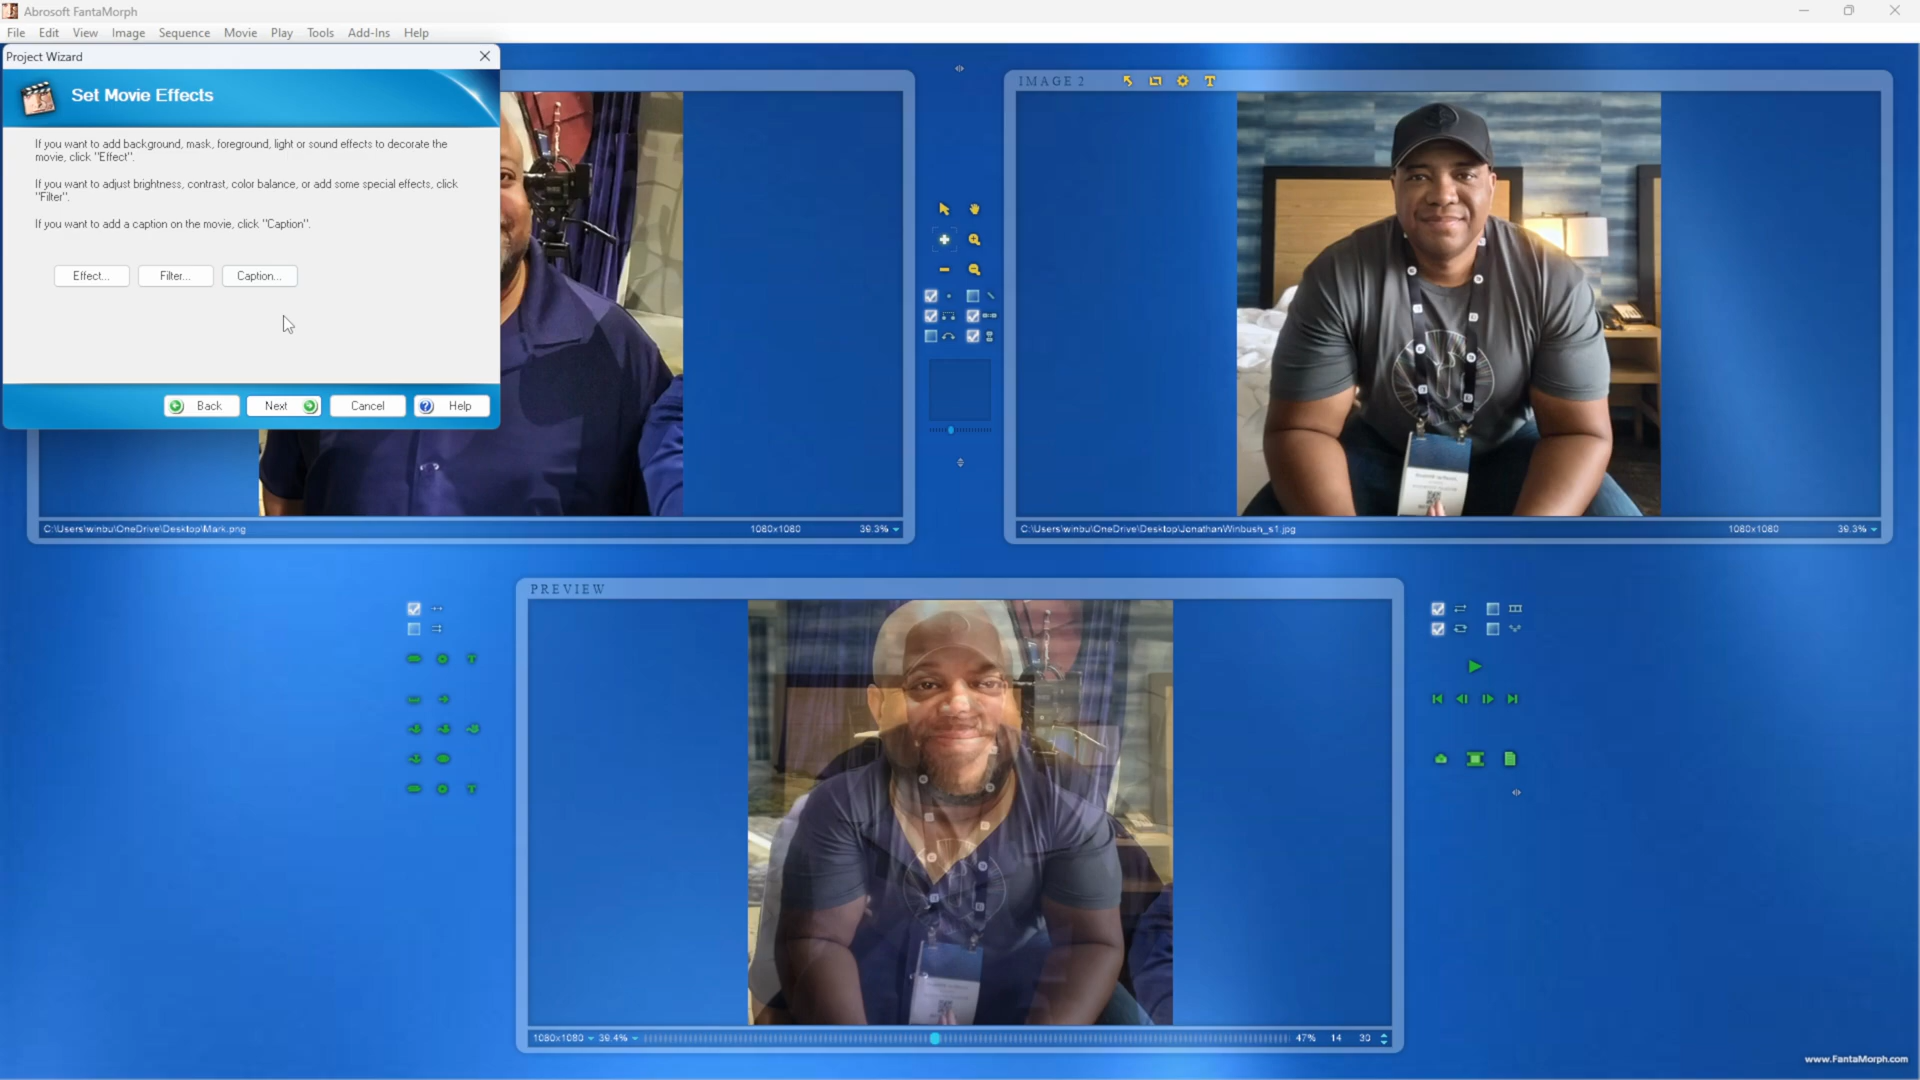 Abrosoft FantaMorph
File Edit View Image Sequence Movie Play Tools Add-Ins Help
Project Wizard
Set Movie Effects
If you want to add background, mask, foreground, light or sound effects to decorate the
movie, click "Effect".
If you want to adjust brightness, contrast, color balance, or add some special effects, click
"Filter".
If you want to add a caption on the movie, click "Caption".
Effect... Filter... Caption...
Back Next Cancel Help
IMAGE 2
C:\Users\winbu\OneDrive\Desktop\Mark.png 1080x1080 39.3%
C:\Users\winbu\OneDrive\Desktop\JonathanWinbush_s1.jpg 1080x1080 39.3%
PREVIEW
1080x1080 39.4% 47% 14 30
www.FantaMorph.com